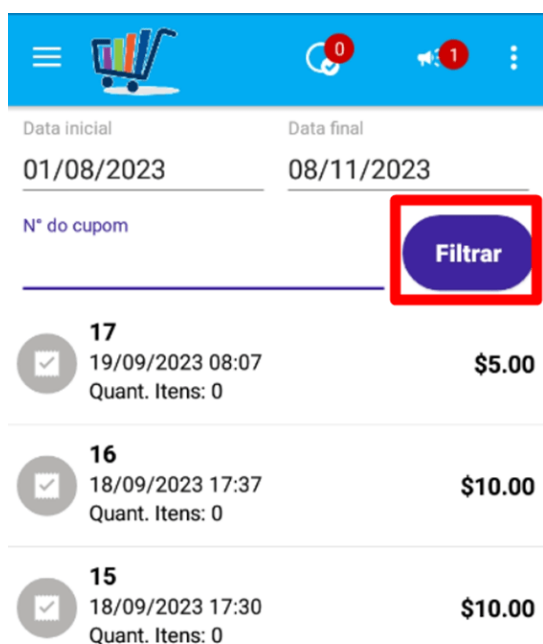 0
1
Data inicial
Data final
01/08/2023
08/11/2023
N° do cupom
Filtrar
17
19/09/2023 08:07
$5.00
Quant. Itens: 0
16
18/09/2023 17:37
$10.00
Quant. Itens: 0
15
18/09/2023 17:30
$10.00
Quant. Itens: 0